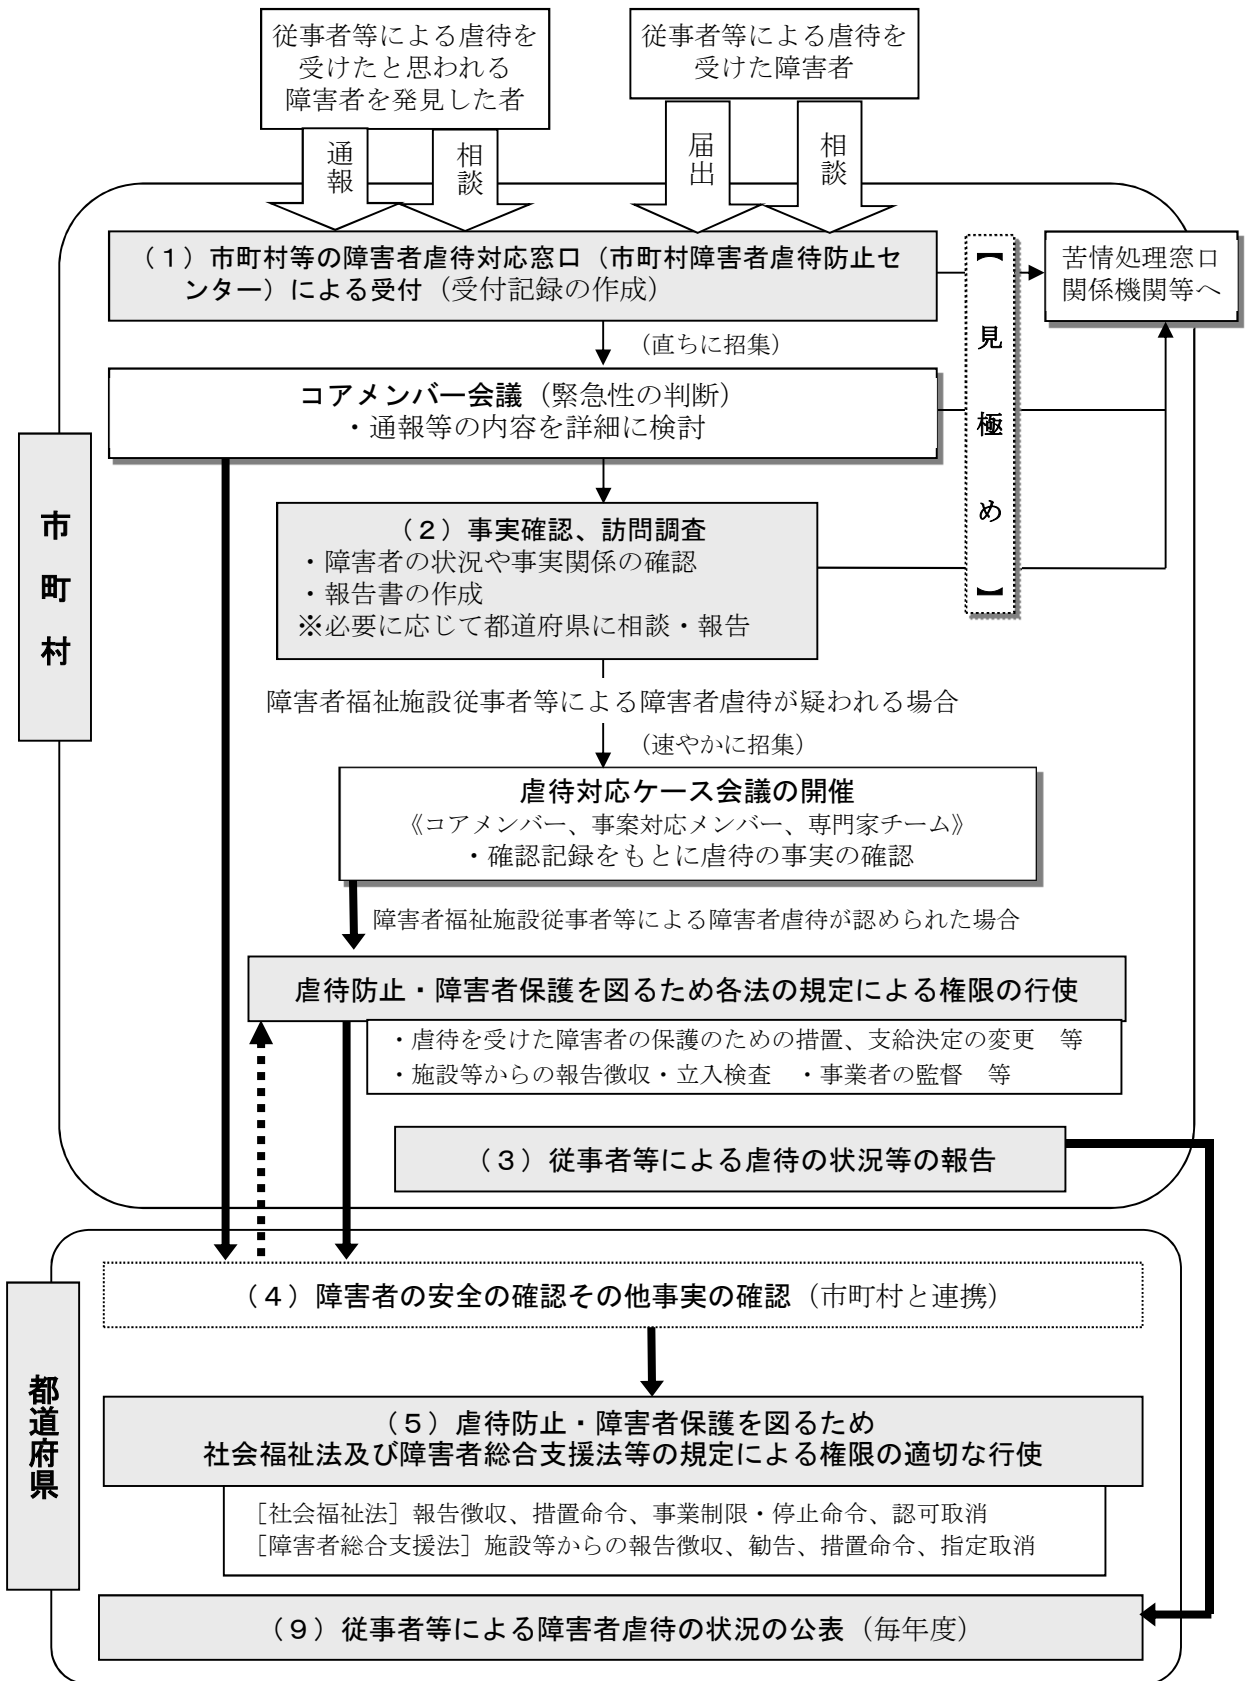 従事者等による虐待を
受けたと思われる
障害者を発見した者
従事者等による虐待を
受けた障害者
通報
相談
届出
相談
（１）市町村等の障害者虐待対応窓口（市町村障害者虐待防止セ
ンター）による受付（受付記録の作成）
【見極め】
苦情処理窓口
関係機関等へ
（直ちに招集）
コアメンバー会議（緊急性の判断）
・通報等の内容を詳細に検討
市町村
（２）事実確認、訪問調査
・障害者の状況や事実関係の確認
・報告書の作成
※必要に応じて都道府県に相談・報告
障害者福祉施設従事者等による障害者虐待が疑われる場合
（速やかに招集）
虐待対応ケース会議の開催
《コアメンバー、事案対応メンバー、専門家チーム》
・確認記録をもとに虐待の事実の確認
障害者福祉施設従事者等による障害者虐待が認められた場合
虐待防止・障害者保護を図るため各法の規定による権限の行使
・虐待を受けた障害者の保護のための措置、支給決定の変更　等
・施設等からの報告徴収・立入検査　・事業者の監督　等
（３）従事者等による虐待の状況等の報告
都道府県
（４）障害者の安全の確認その他事実の確認（市町村と連携）
（５）虐待防止・障害者保護を図るため
社会福祉法及び障害者総合支援法等の規定による権限の適切な行使
［社会福祉法］報告徴収、措置命令、事業制限・停止命令、認可取消
［障害者総合支援法］施設等からの報告徴収、勧告、措置命令、指定取消
（９）従事者等による障害者虐待の状況の公表（毎年度）